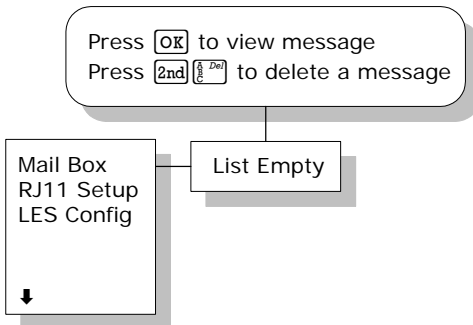 Press OK to view message
Press 2nd A B C Del to delete a message
Mail Box
List Empty
RJ11 Setup
LES Config